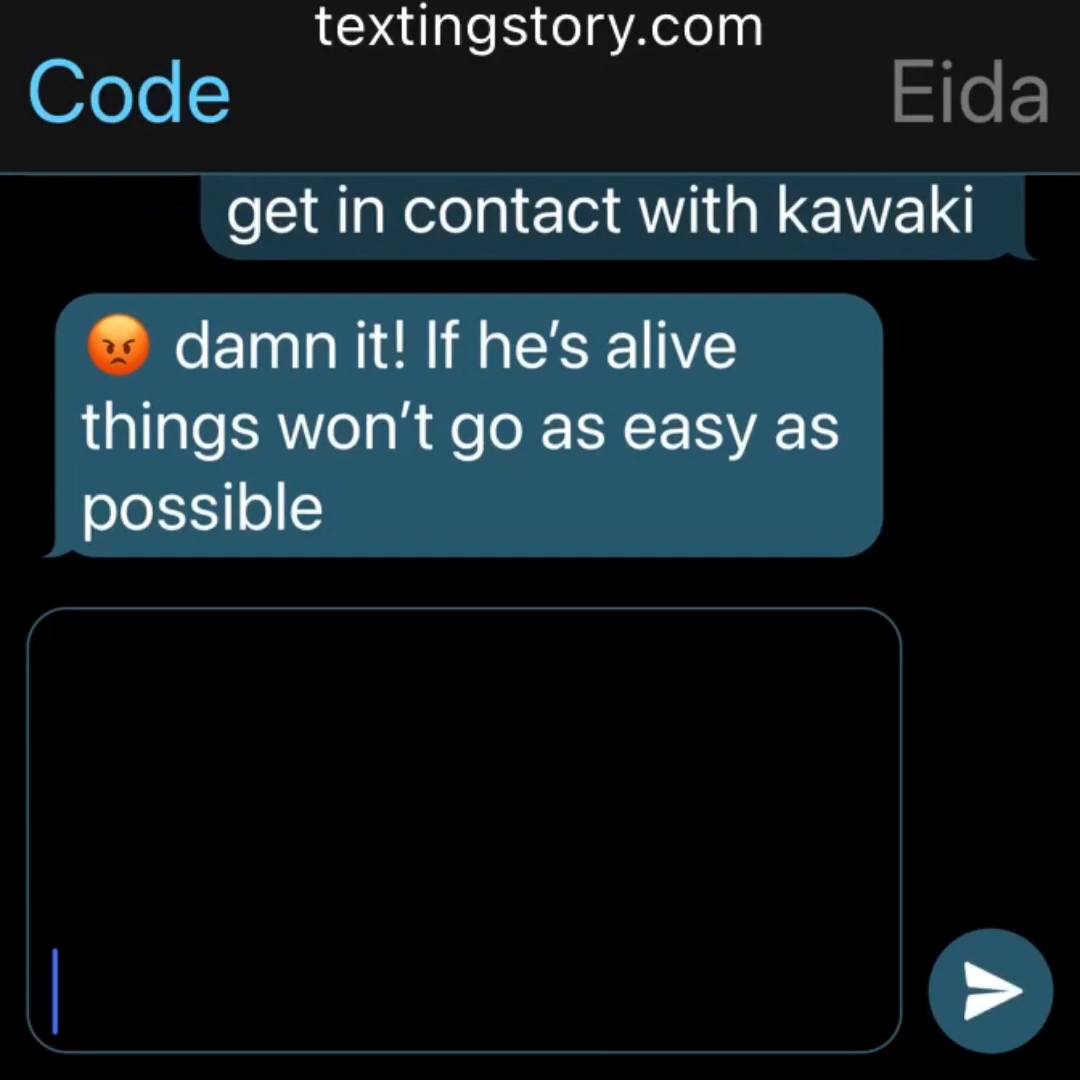 textingstory.com
Code
Eida
get in contact with kawaki
😡 damn it! If he’s alive
things won’t go as easy as
possible